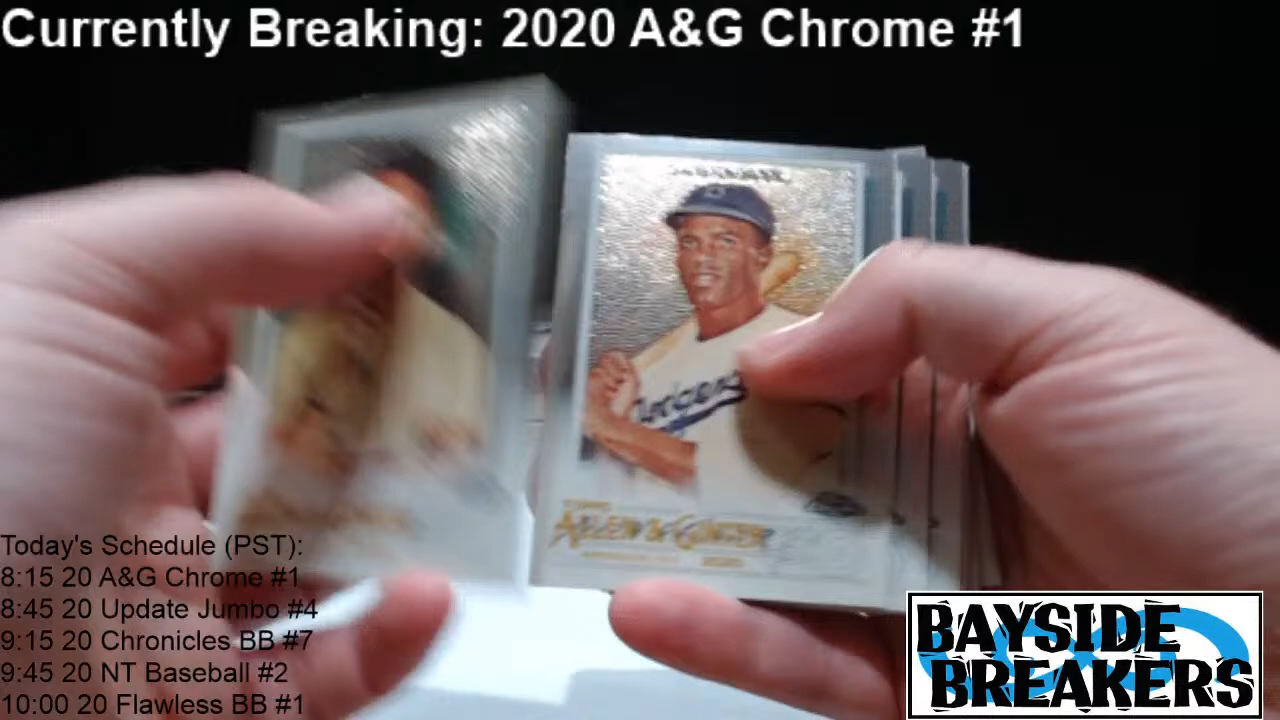 Currently Breaking: 2020 A&G Chrome #1
Dodgers
ALLEN & GINTER
Today's Schedule (PST):
8:15 20 A&G Chrome #1
8:45 20 Update Jumbo #4
9:15 20 Chronicles BB #7
9:45 20 NT Baseball #2
10:00 20 Flawless BB #1
BAYSIDE
BREAKERS